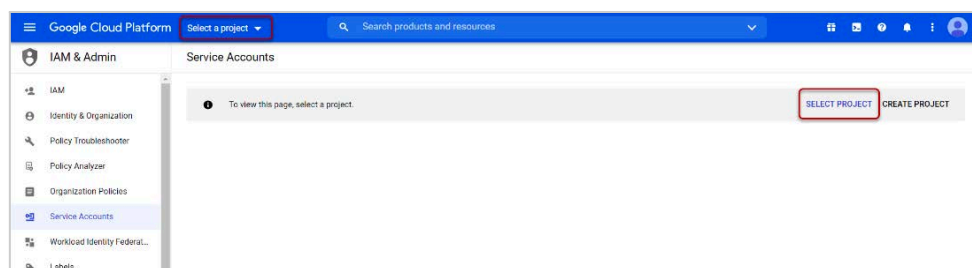 Google Cloud Platform Select a project Search products and resources
IAM & Admin Service Accounts
IAM
To view this page, select a project. SELECT PROJECT CREATE PROJECT
Identity & Organization
Policy Troubleshooter
Policy Analyzer
Organization Policies
Service Accounts
Workload Identity Federat...
Labels